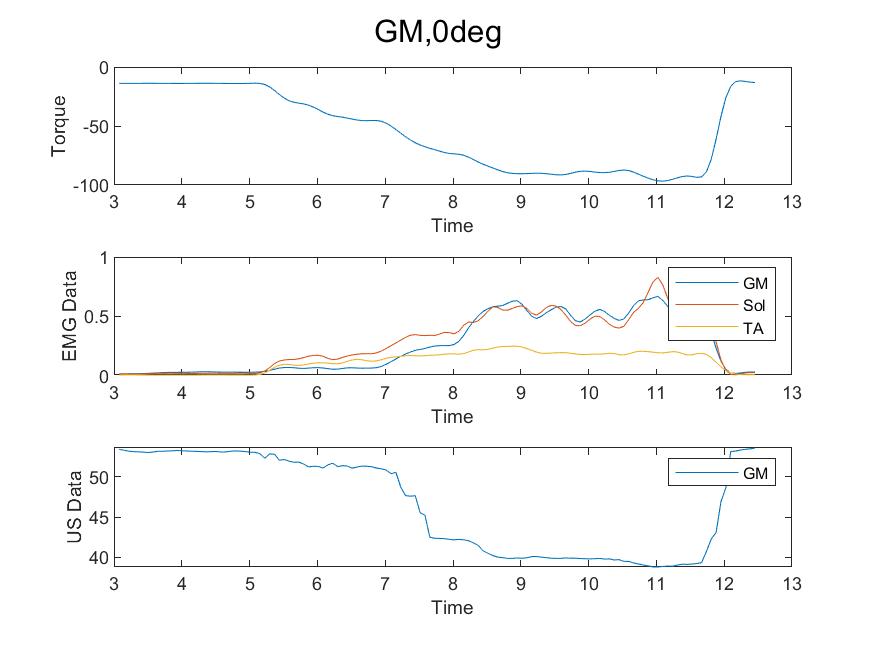 GM,0deg
0
-50
-100
Torque
3 4 5 6 7 8 9 10 11 12 13
Time
1
0.5
0
EMG Data
GM
Sol
TA
3 4 5 6 7 8 9 10 11 12 13
Time
50
45
40
US Data
GM
3 4 5 6 7 8 9 10 11 12 13
Time